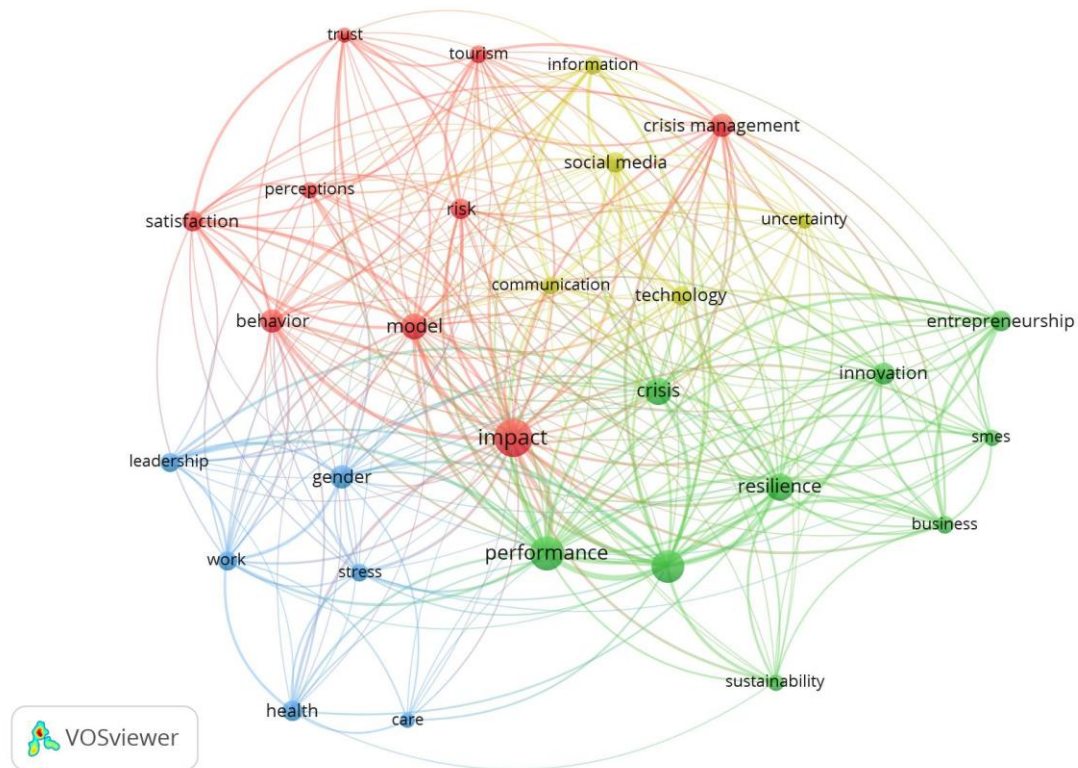 trust
tourism
information
crisis management
social media
perceptions
risk
satisfaction
uncertainty
communication
technology
behavior
model
entrepreneurship
innovation
crisis
impact
smes
leadership
gender
resilience
business
performance
work
stress
sustainability
health
care
VOSviewer